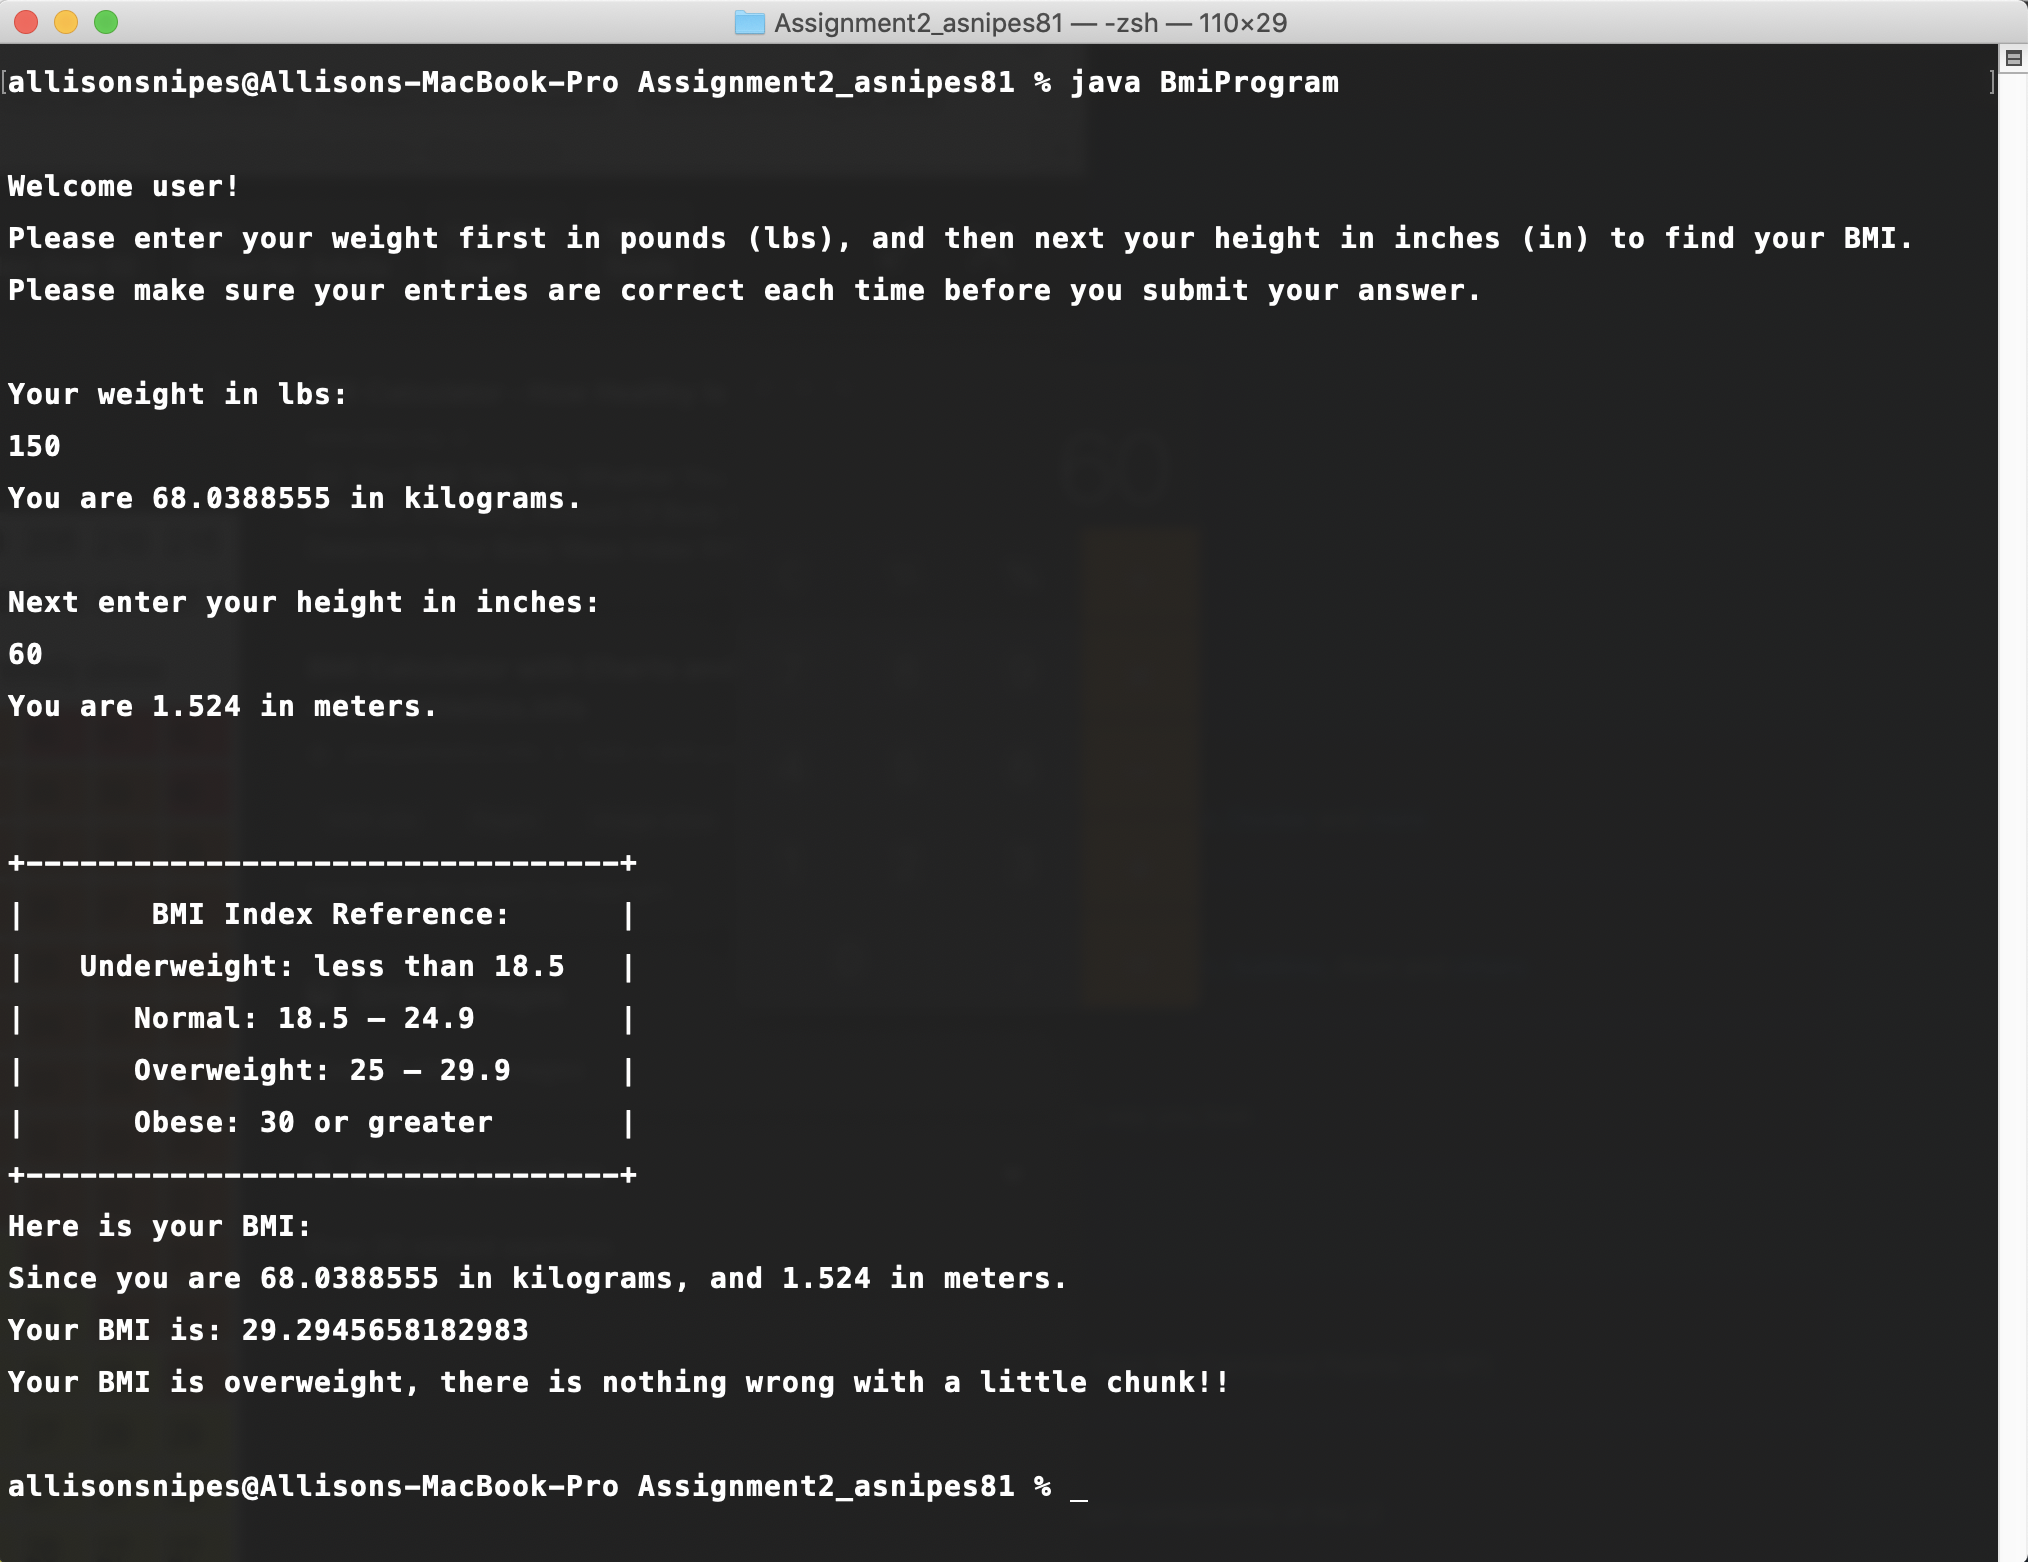 Assignment2_asnipes81 — -zsh — 110×29
[allisonsnipes@Allisons-MacBook-Pro Assignment2_asnipes81 % java BmiProgram ]
Welcome user!
Please enter your weight first in pounds (lbs), and then next your height in inches (in) to find your BMI.
Please make sure your entries are correct each time before you submit your answer.
Your weight in lbs:
150
You are 68.0388555 in kilograms.
Next enter your height in inches:
60
You are 1.524 in meters.
+---------------------------------+
|       BMI Index Reference:      |
|   Underweight: less than 18.5   |
|      Normal: 18.5 – 24.9        |
|      Overweight: 25 – 29.9      |
|      Obese: 30 or greater       |
+---------------------------------+
Here is your BMI:
Since you are 68.0388555 in kilograms, and 1.524 in meters.
Your BMI is: 29.2945658182983
Your BMI is overweight, there is nothing wrong with a little chunk!!
allisonsnipes@Allisons-MacBook-Pro Assignment2_asnipes81 % _